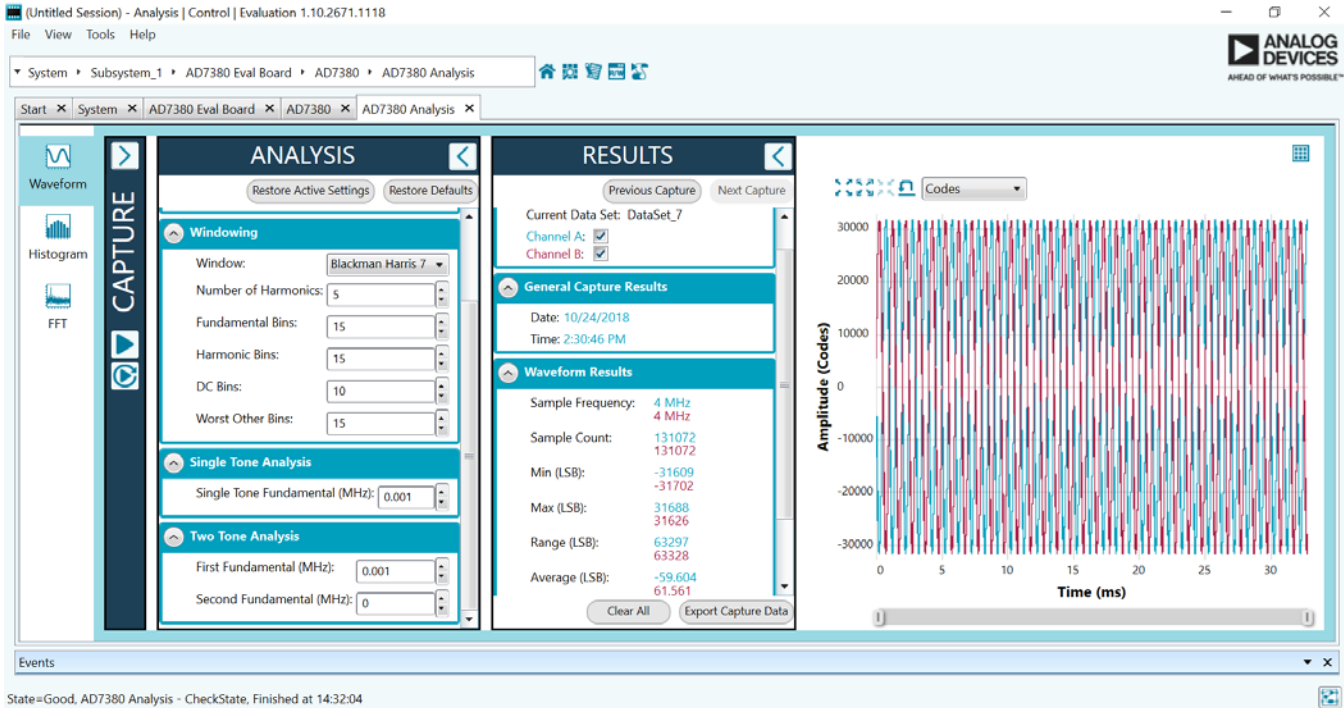 (Untitled Session) - Analysis | Control | Evaluation 1.10.2671.1118
File View Tools Help
ANALOG
DEVICES
AHEAD OF WHAT'S POSSIBLE™
System Subsystem_1 AD7380 Eval Board AD7380 AD7380 Analysis
Start System AD7380 Eval Board AD7380 AD7380 Analysis
Waveform
Histogram
FFT
CAPTURE
ANALYSIS
Restore Active Settings Restore Defaults
Windowing
Window: Blackman Harris 7
Number of Harmonics: 5
Fundamental Bins: 15
Harmonic Bins: 15
DC Bins: 10
Worst Other Bins: 15
Single Tone Analysis
Single Tone Fundamental (MHz): 0.001
Two Tone Analysis
First Fundamental (MHz): 0.001
Second Fundamental (MHz): 0
RESULTS
Previous Capture Next Capture
Current Data Set: DataSet_7
Channel A:
Channel B:
General Capture Results
Date: 10/24/2018
Time: 2:30:46 PM
Waveform Results
Sample Frequency: 4 MHz
4 MHz
Sample Count: 131072
131072
Min (LSB): -31609
-31702
Max (LSB): 31688
31626
Range (LSB): 63297
63328
Average (LSB): -59.604
61.561
Clear All Export Capture Data
Codes
Amplitude (Codes)
30000
20000
10000
0
-10000
-20000
-30000
0 5 10 15 20 25 30
Time (ms)
Events
State=Good, AD7380 Analysis - CheckState, Finished at 14:32:04